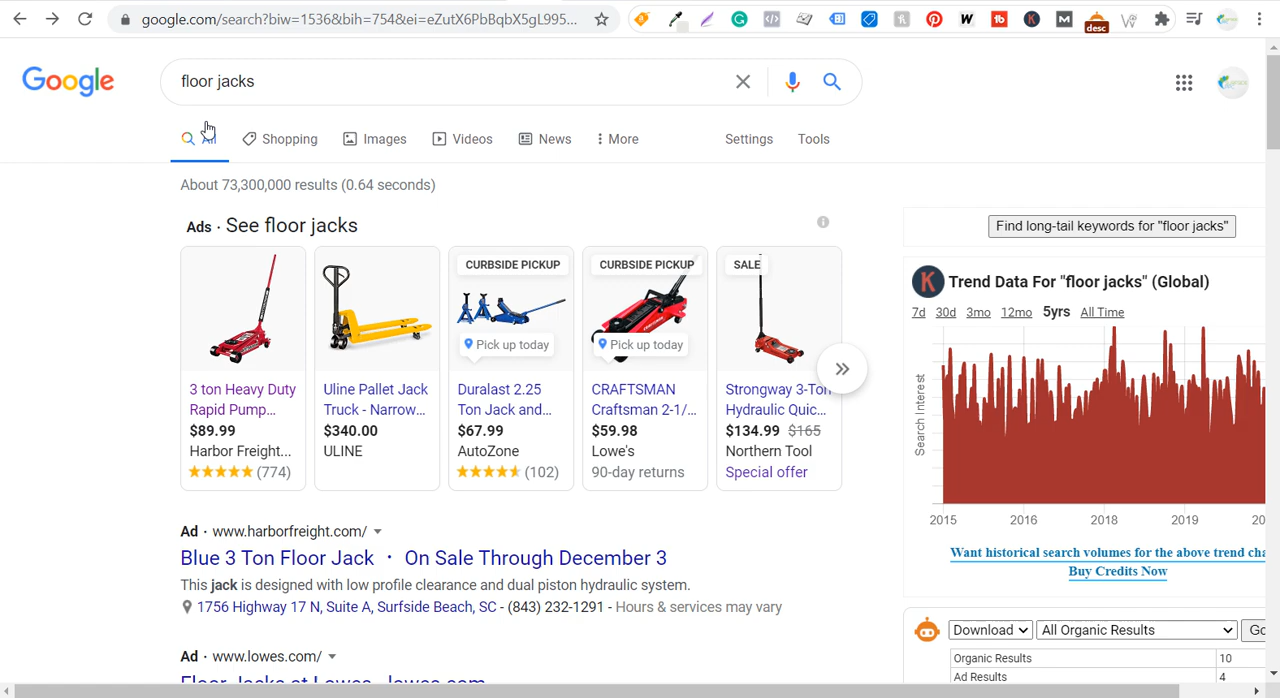 google.com/search?biw=1536&bih=754&ei=eZutX6PbBqbX5gL995...
desc
Google
floor jacks
All Shopping Images Videos News More Settings Tools
About 73,300,000 results (0.64 seconds)
Ads · See floor jacks
3 ton Heavy Duty
Rapid Pump...
$89.99
Harbor Freight...
(774)
Uline Pallet Jack
Truck - Narrow...
$340.00
ULINE
CURBSIDE PICKUP
Pick up today
Duralast 2.25
Ton Jack and...
$67.99
AutoZone
(102)
CURBSIDE PICKUP
Pick up today
CRAFTSMAN
Craftsman 2-1/...
$59.98
Lowe's
90-day returns
SALE
Strongway 3-Ton
Hydraulic Quic...
$134.99 $165
Northern Tool
Special offer
Ad · www.harborfreight.com/
Blue 3 Ton Floor Jack · On Sale Through December 3
This jack is designed with low profile clearance and dual piston hydraulic system.
1756 Highway 17 N, Suite A, Surfside Beach, SC - (843) 232-1291 - Hours & services may vary
Ad · www.lowes.com/
Floor Jacks at Lowes - lowes.com
Find long-tail keywords for "floor jacks"
K Trend Data For "floor jacks" (Global)
7d 30d 3mo 12mo 5yrs All Time
Search Interest
2015 2016 2018 2019 20
Want historical search volumes for the above trend cha
Buy Credits Now
Download All Organic Results Go
Organic Results 10
Ad Results 4